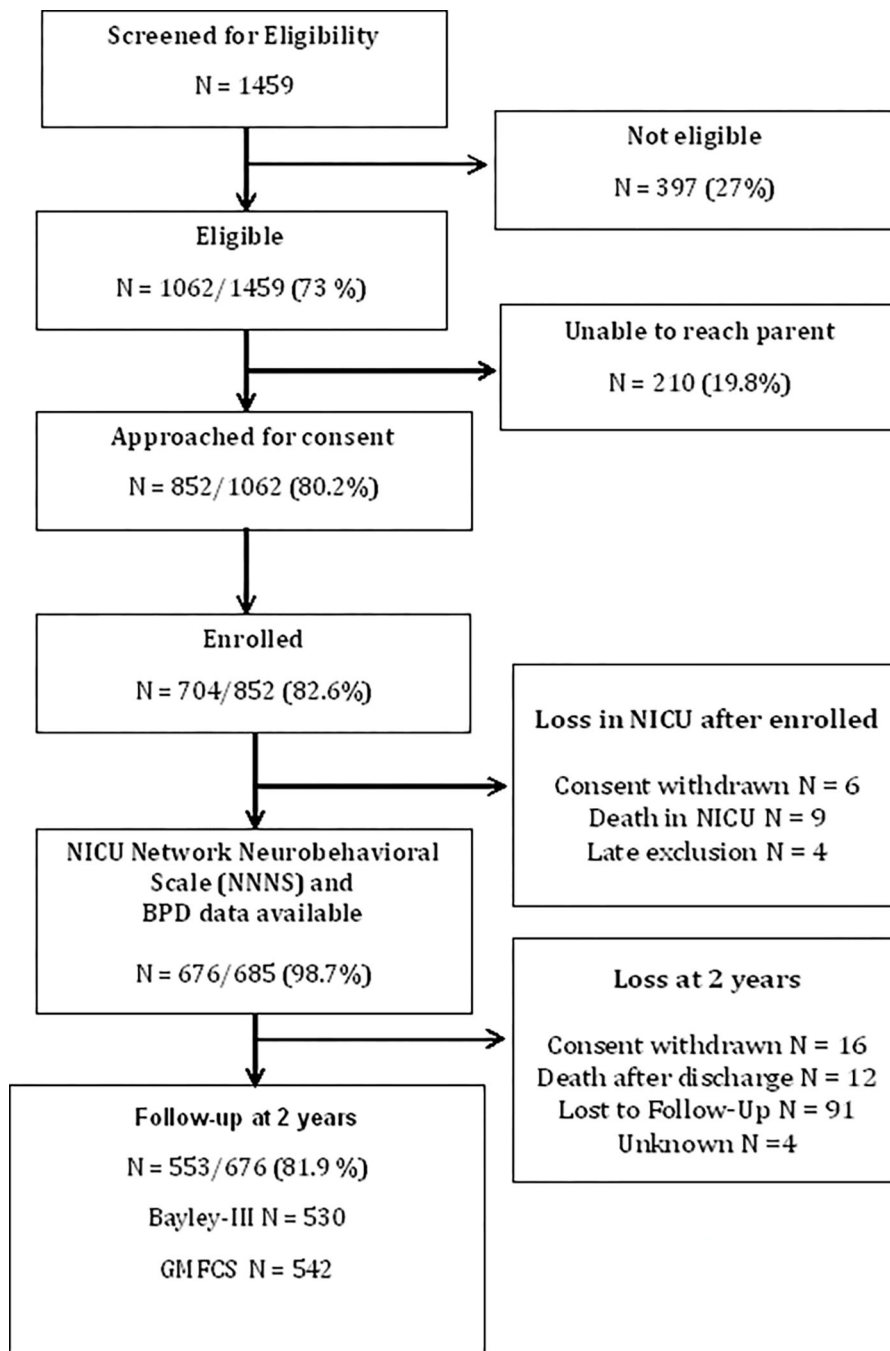 Screened for Eligibility
N = 1459
Not eligible
N = 397 (27%)
Eligible
N = 1062/1459 (73 %)
Unable to reach parent
N = 210 (19.8%)
Approached for consent
N = 852/1062 (80.2%)
Enrolled
N = 704/852 (82.6%)
Loss in NICU after enrolled
Consent withdrawn N = 6
Death in NICU N = 9
Late exclusion N = 4
NICU Network Neurobehavioral
Scale (NNNS) and
BPD data available
N = 676/685 (98.7%)
Loss at 2 years
Consent withdrawn N = 16
Death after discharge N = 12
Lost to Follow-Up N = 91
Unknown N =4
Follow-up at 2 years
N = 553/676 (81.9 %)
Bayley-III N = 530
GMFCS N = 542